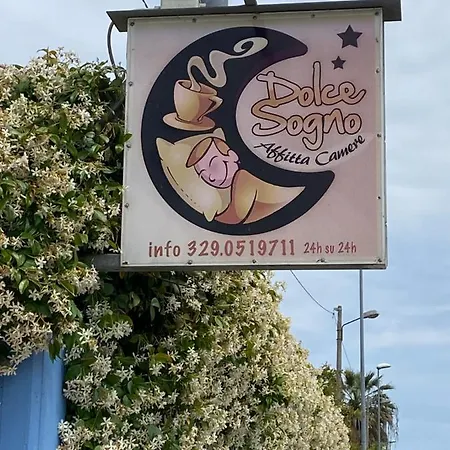 Dolce
Sogno
Affitta Camere
info 329.0519711 24h su 24h